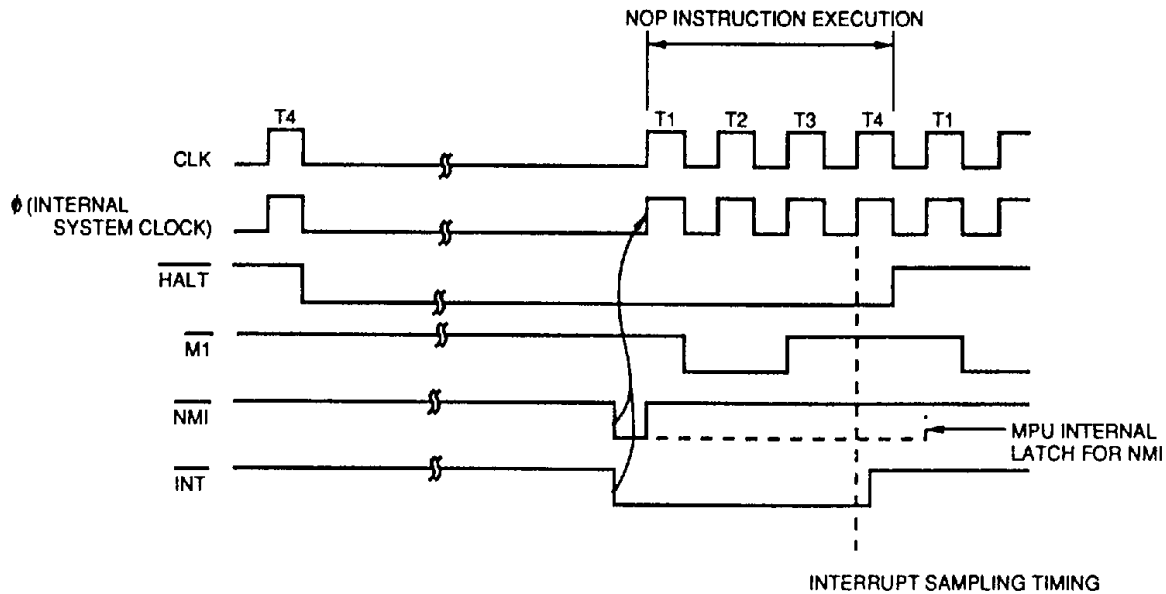 NOP INSTRUCTION EXECUTION
T4 T1 T2 T3 T4 T1
CLK
ϕ (INTERNAL
SYSTEM CLOCK)
HALT
M1
NMI
MPU INTERNAL
LATCH FOR NMI
INT
INTERRUPT SAMPLING TIMING